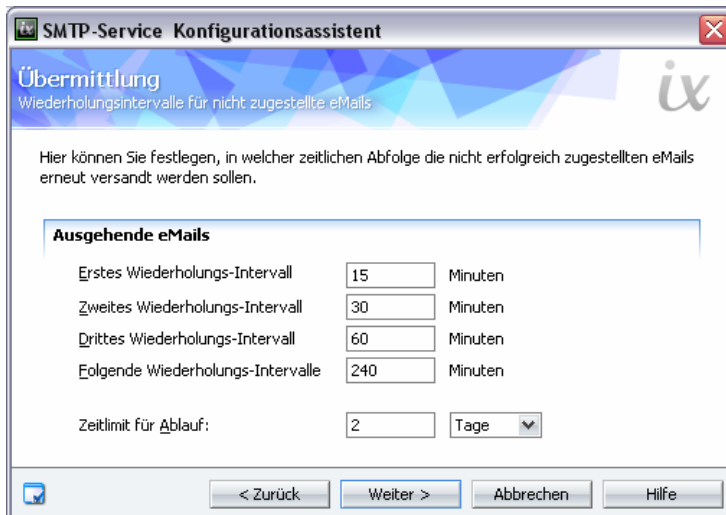 ix SMTP-Service Konfigurationsassistent
Übermittlung
Wiederholungsintervalle für nicht zugestellte eMails
ix
Hier können Sie festlegen, in welcher zeitlichen Abfolge die nicht erfolgreich zugestellten eMails
erneut versandt werden sollen.
Ausgehende eMails
Erstes Wiederholungs-Intervall 15 Minuten
Zweites Wiederholungs-Intervall 30 Minuten
Drittes Wiederholungs-Intervall 60 Minuten
Folgende Wiederholungs-Intervalle 240 Minuten
Zeitlimit für Ablauf: 2 Tage
< Zurück Weiter > Abbrechen Hilfe